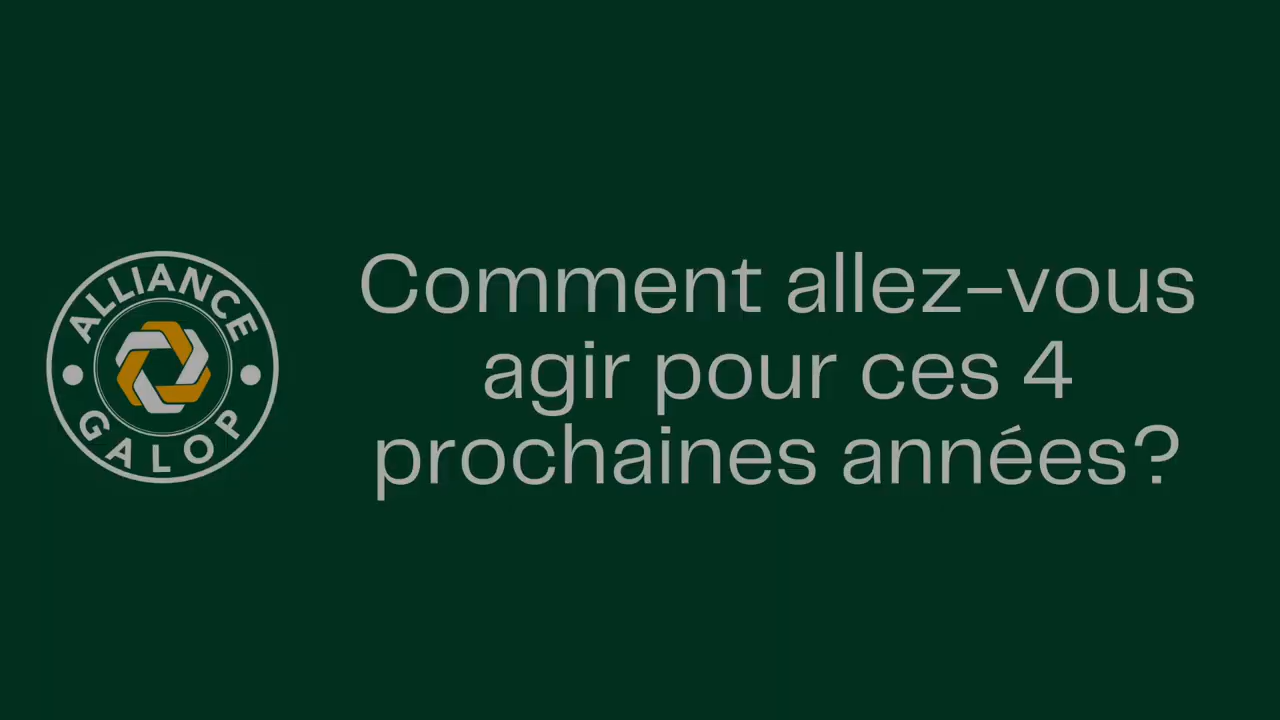 ALLIANCE
GALOP
Comment allez-vous
agir pour ces 4
prochaines années?